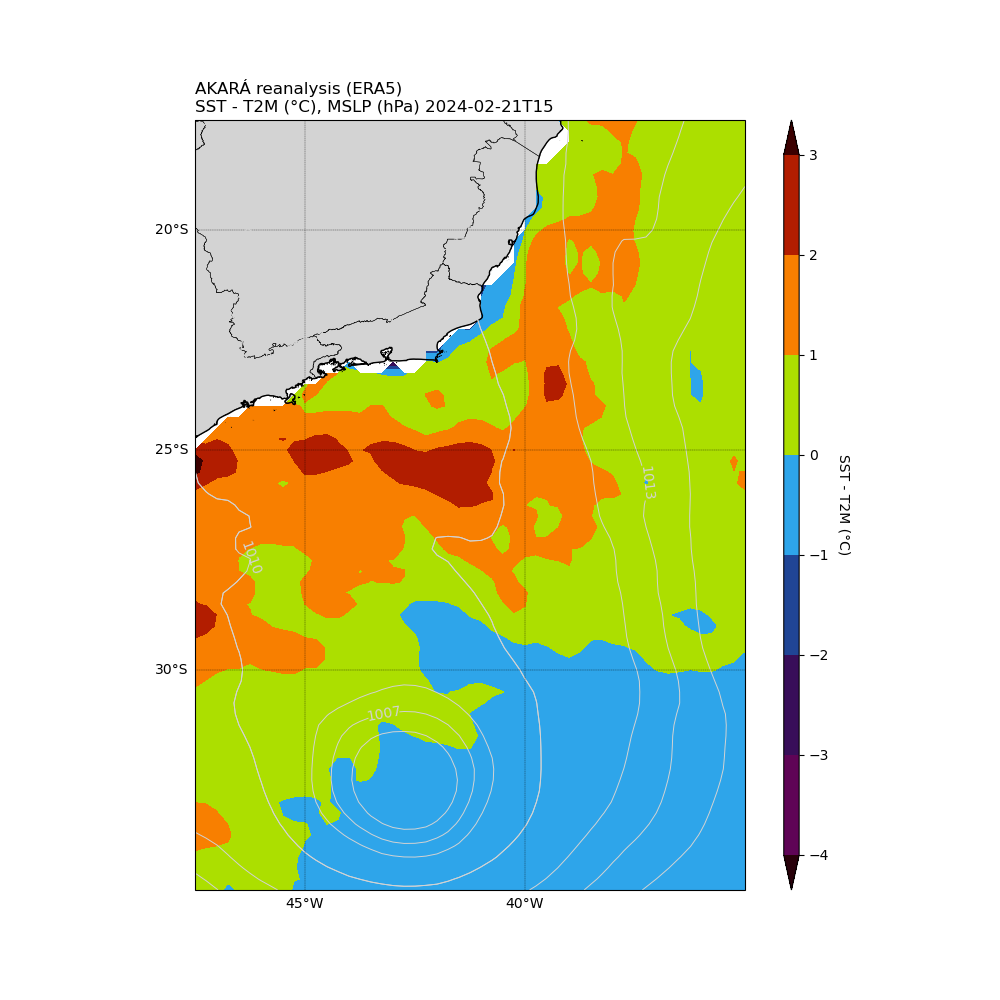 AKARÁ reanalysis (ERA5)
SST - T2M (°C), MSLP (hPa) 2024-02-21T15
20°S
25°S
30°S
45°W
40°W
1013
1010
1007
3
2
1
0
−1
−2
−3
−4
SST - T2M (°C)